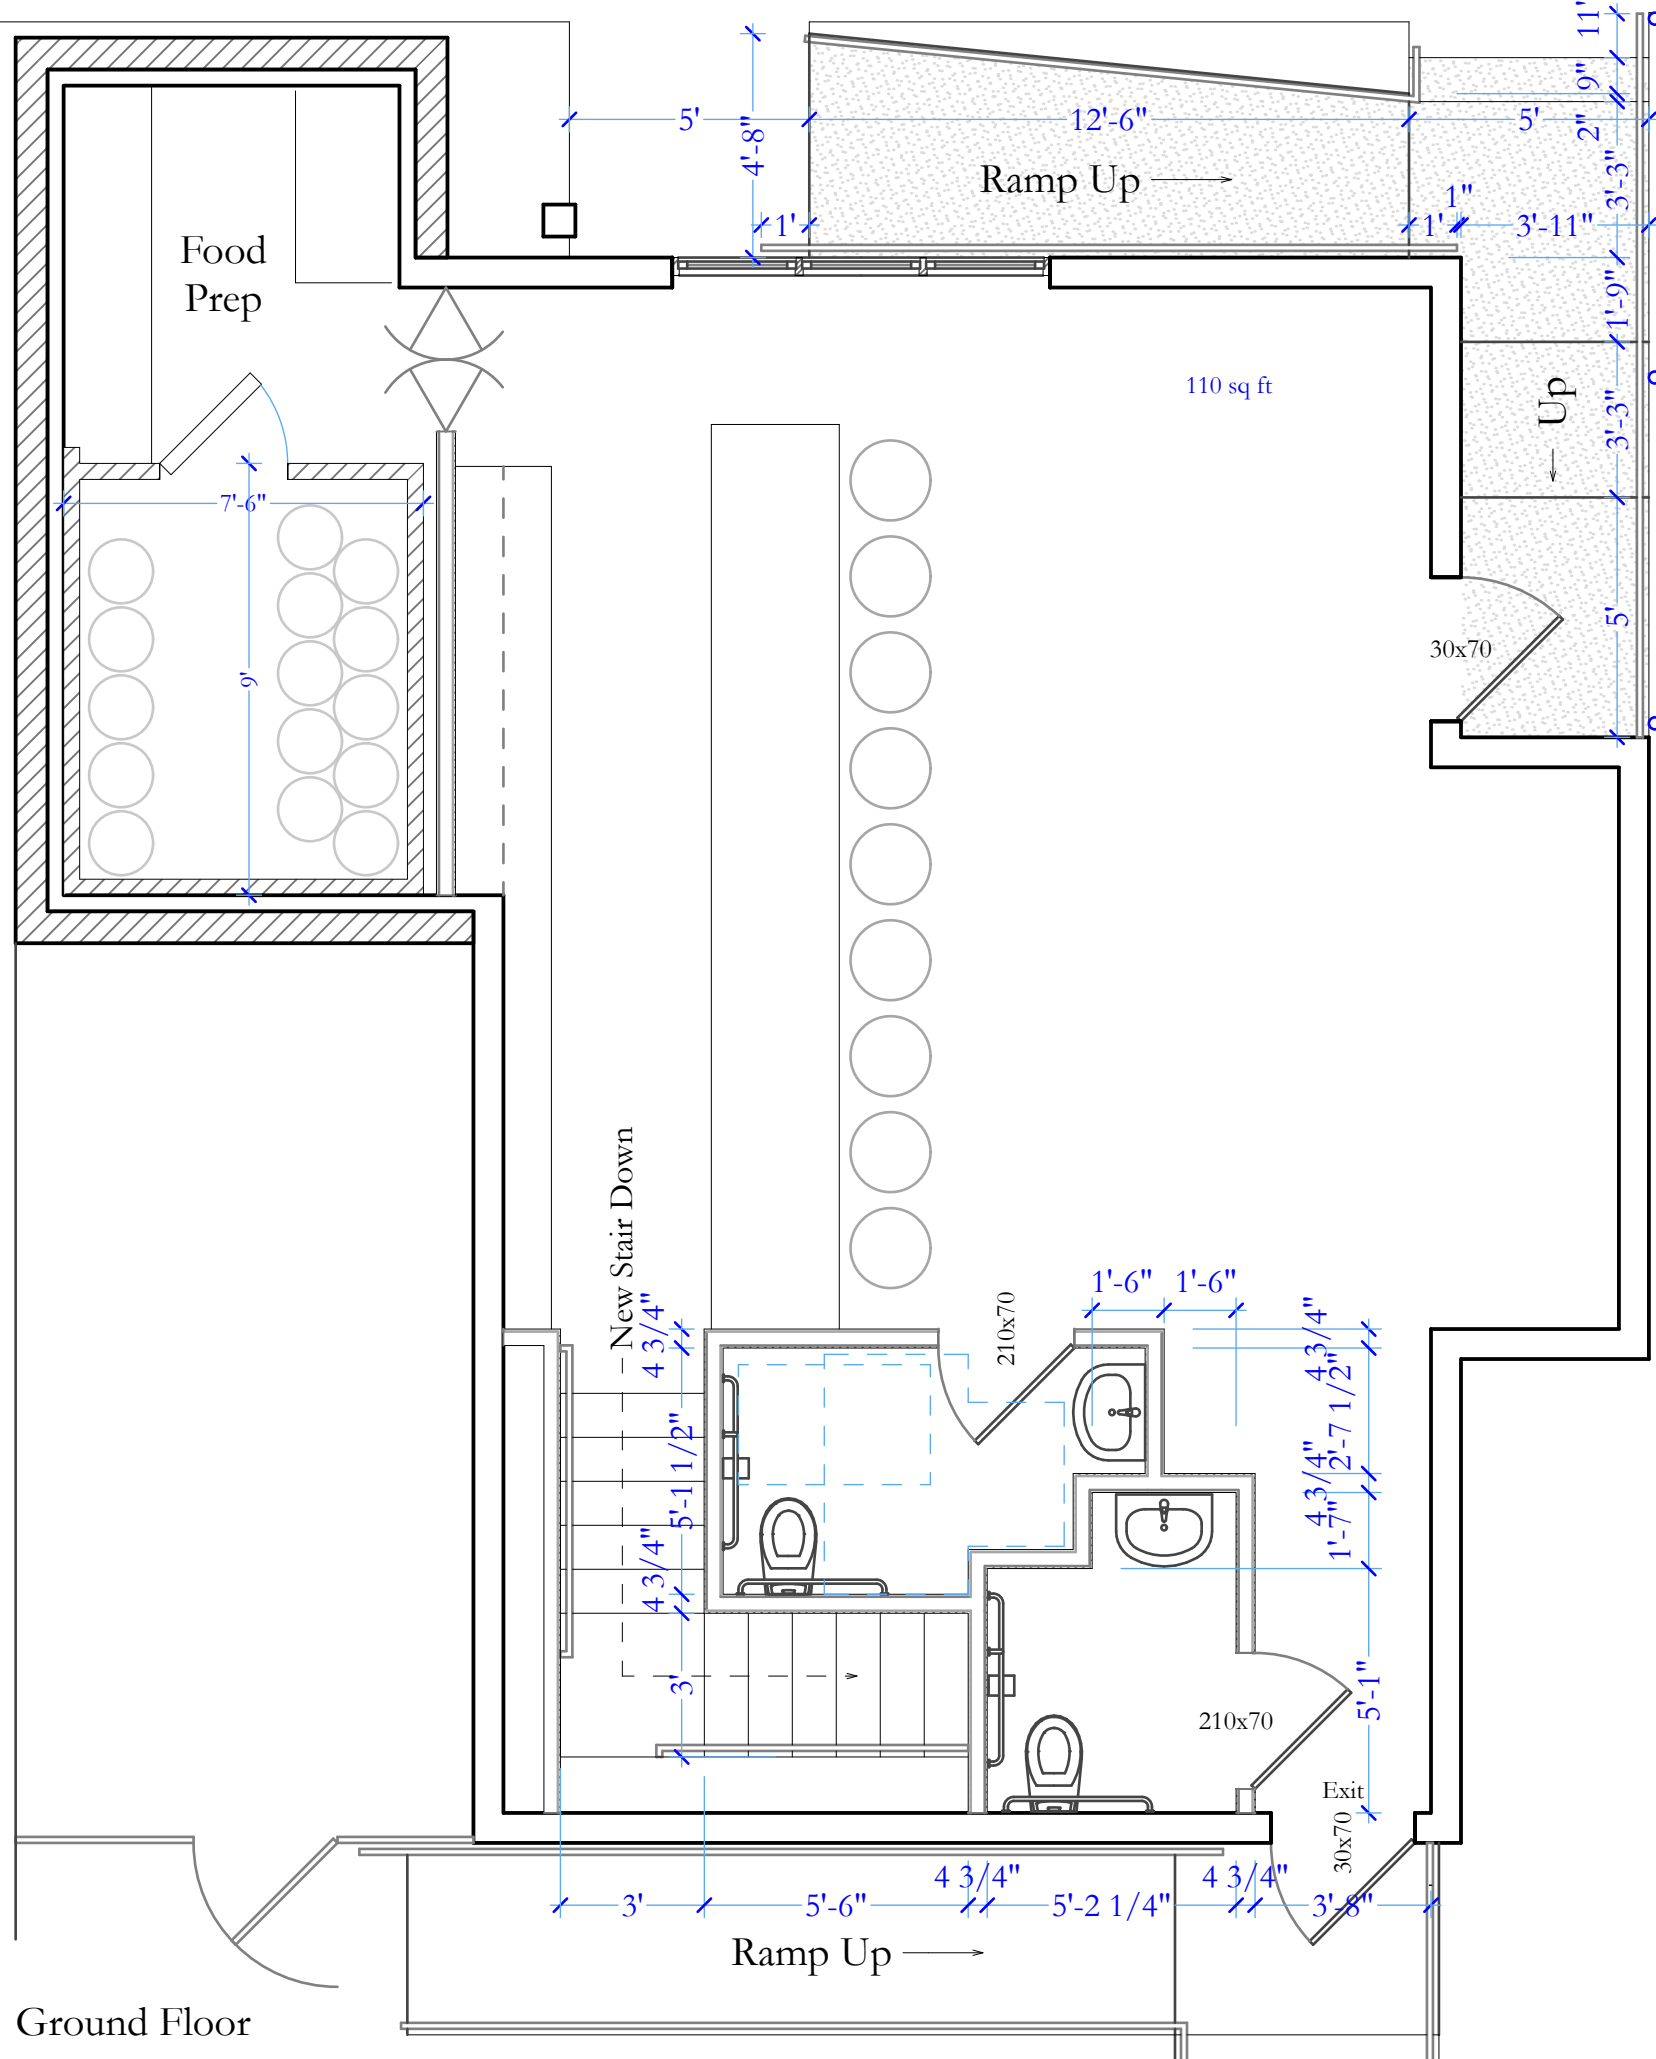 11'
9"
2"
5'
12'-6"
5'
4'-8"
3'-3"
Ramp Up
1'
1"
1'
3'-11"
Food
Prep
1'-9"
110 sq ft
Up
3'-3"
7'-6"
5'
30x70
9'
New Stair Down
1'-6"
1'-6"
210x70
4 3/4"
4 3/4"
2'-7 1/2"
5'-1 1/2"
4 3/4"
1'-7"
4 3/4"
3'
5'-1"
210x70
Exit
30x70
4 3/4"
4 3/4"
3'
5'-6"
5'-2 1/4"
3'-8"
Ramp Up
Ground Floor